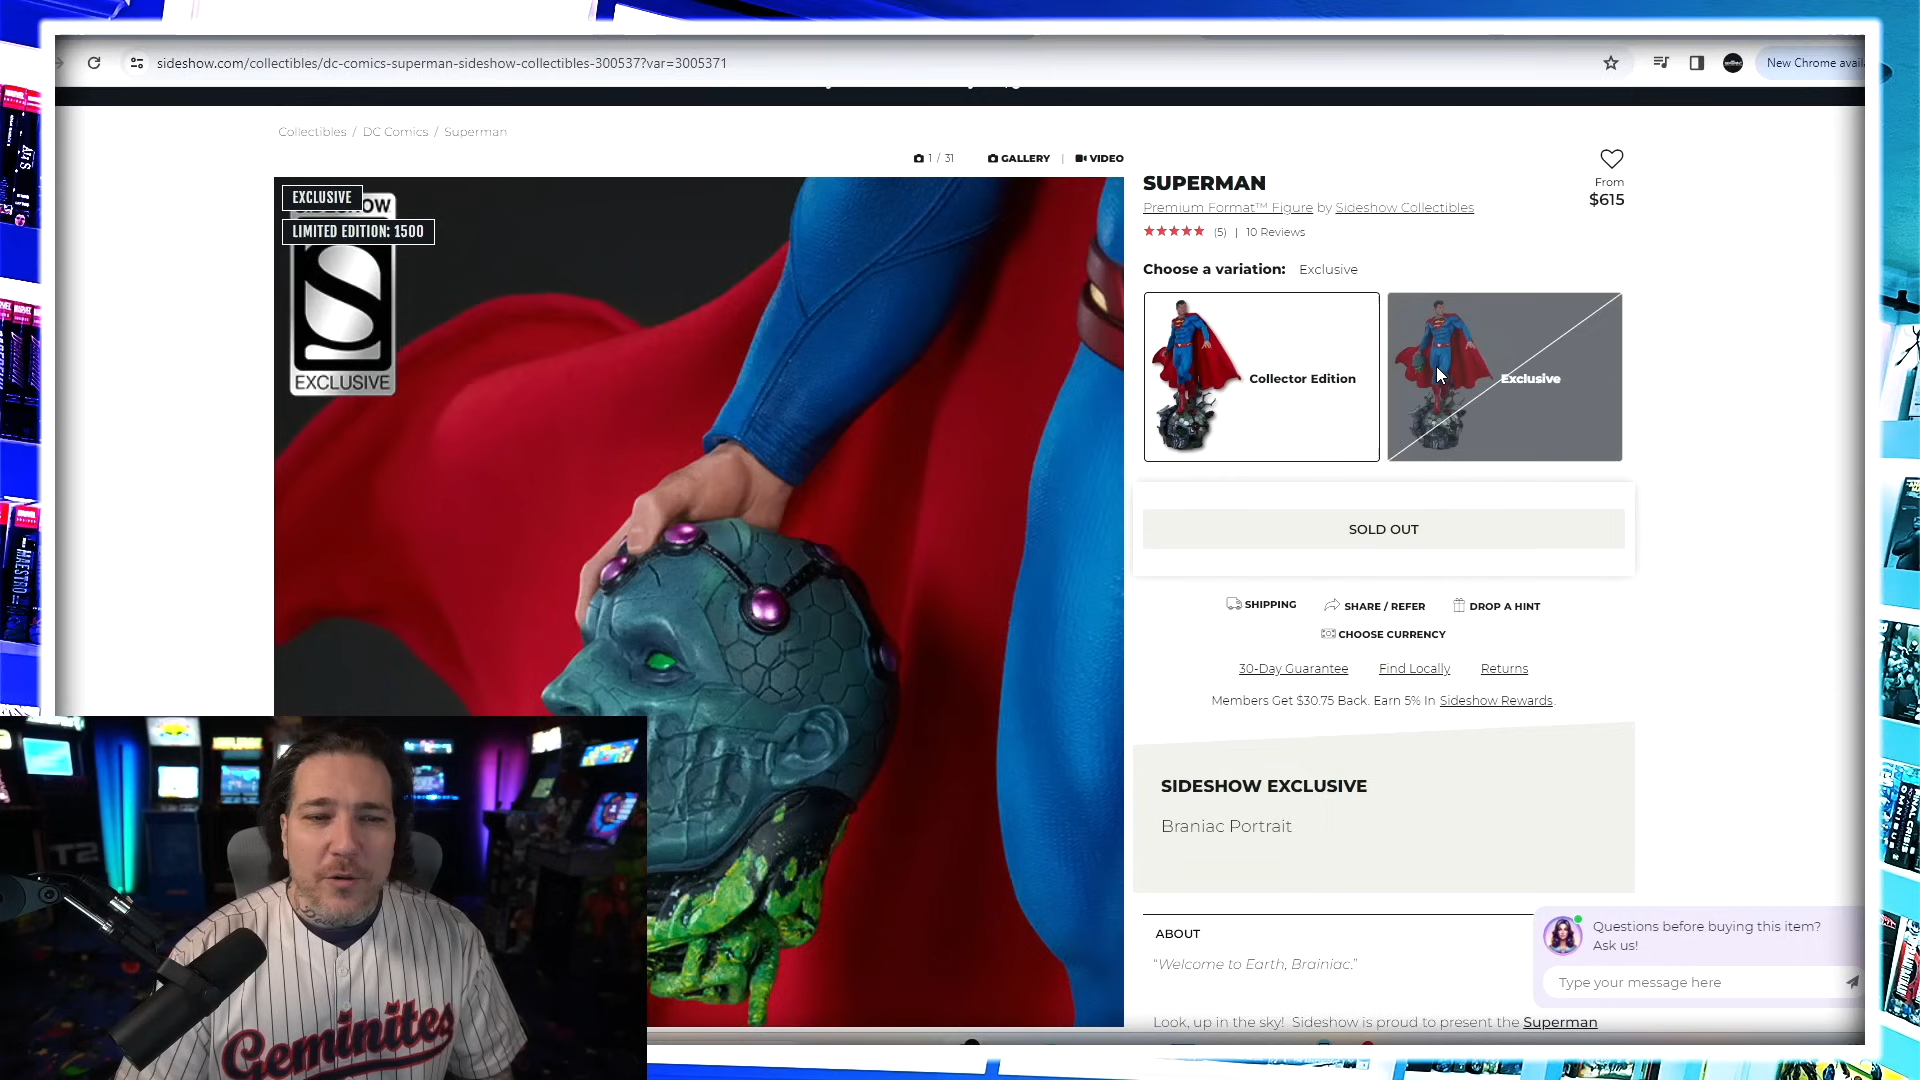 sideshow.com/collectibles/dc-comics-superman-sideshow-collectibles-300537?var=3005371
New Chrome avail
Collectibles / DC Comics / Superman
1 / 31
GALLERY | VIDEO
EXCLUSIVE
LIMITED EDITION: 1500
EXCLUSIVE
SUPERMAN
From
$615
Premium Format™ Figure by Sideshow Collectibles
(5) | 10 Reviews
Choose a variation: Exclusive
Collector Edition
Exclusive
SOLD OUT
SHIPPING
SHARE / REFER
DROP A HINT
CHOOSE CURRENCY
30-Day Guarantee
Find Locally
Returns
Members Get $30.75 Back. Earn 5% In Sideshow Rewards.
SIDESHOW EXCLUSIVE
Braniac Portrait
ABOUT
“Welcome to Earth, Brainiac.”
Look, up in the sky! Sideshow is proud to present the Superman
Questions before buying this item?
Ask us!
Type your message here
Geminites
T2
MAESTRO
FINAL CRISIS
OMNIBUS